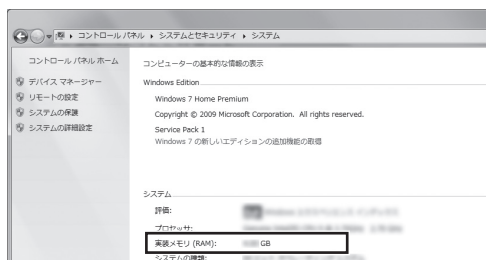 コントロール パネル ▸ システムとセキュリティ ▸ システム
コントロール パネル ホーム
デバイス マネージャー
リモートの設定
システムの保護
システムの詳細設定
コンピューターの基本的な情報の表示
Windows Edition
Windows 7 Home Premium
Copyright © 2009 Microsoft Corporation. All rights reserved.
Service Pack 1
Windows 7 の新しいエディションの追加機能の取得
システム
評価:
プロセッサ:
実装メモリ (RAM): GB
システムの種類: